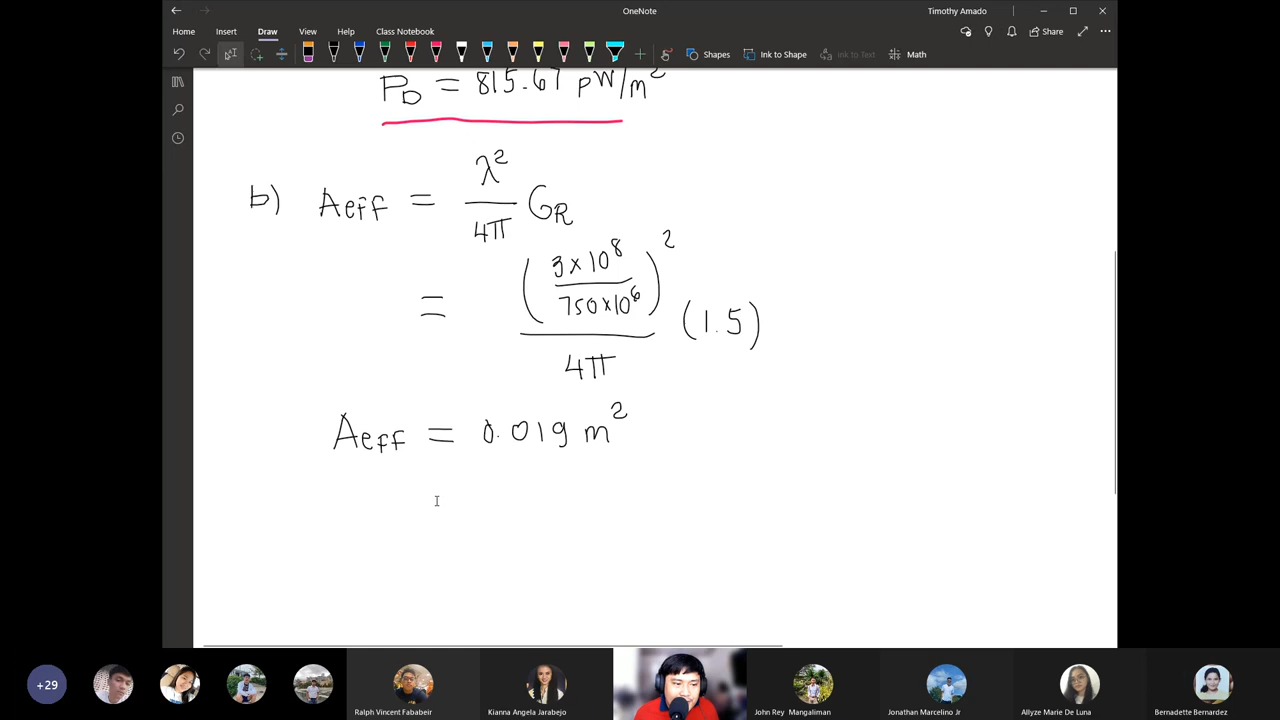 OneNote
Timothy Amado
Home Insert Draw View Help Class Notebook
Share
Shapes Ink to Shape Ink to Text Math
P_D = 815.67 pW/m²
b) Aeff = λ²/4π G_R
= (3×10⁸/750×10⁶)²/4π (1.5)
Aeff = 0.019 m²
+29
Ralph Vincent Fababeir
Kianna Angela Jarabejo
John Rey Mangaliman
Jonathan Marcelino Jr
Allyze Marie De Luna
Bernadette Bernardez